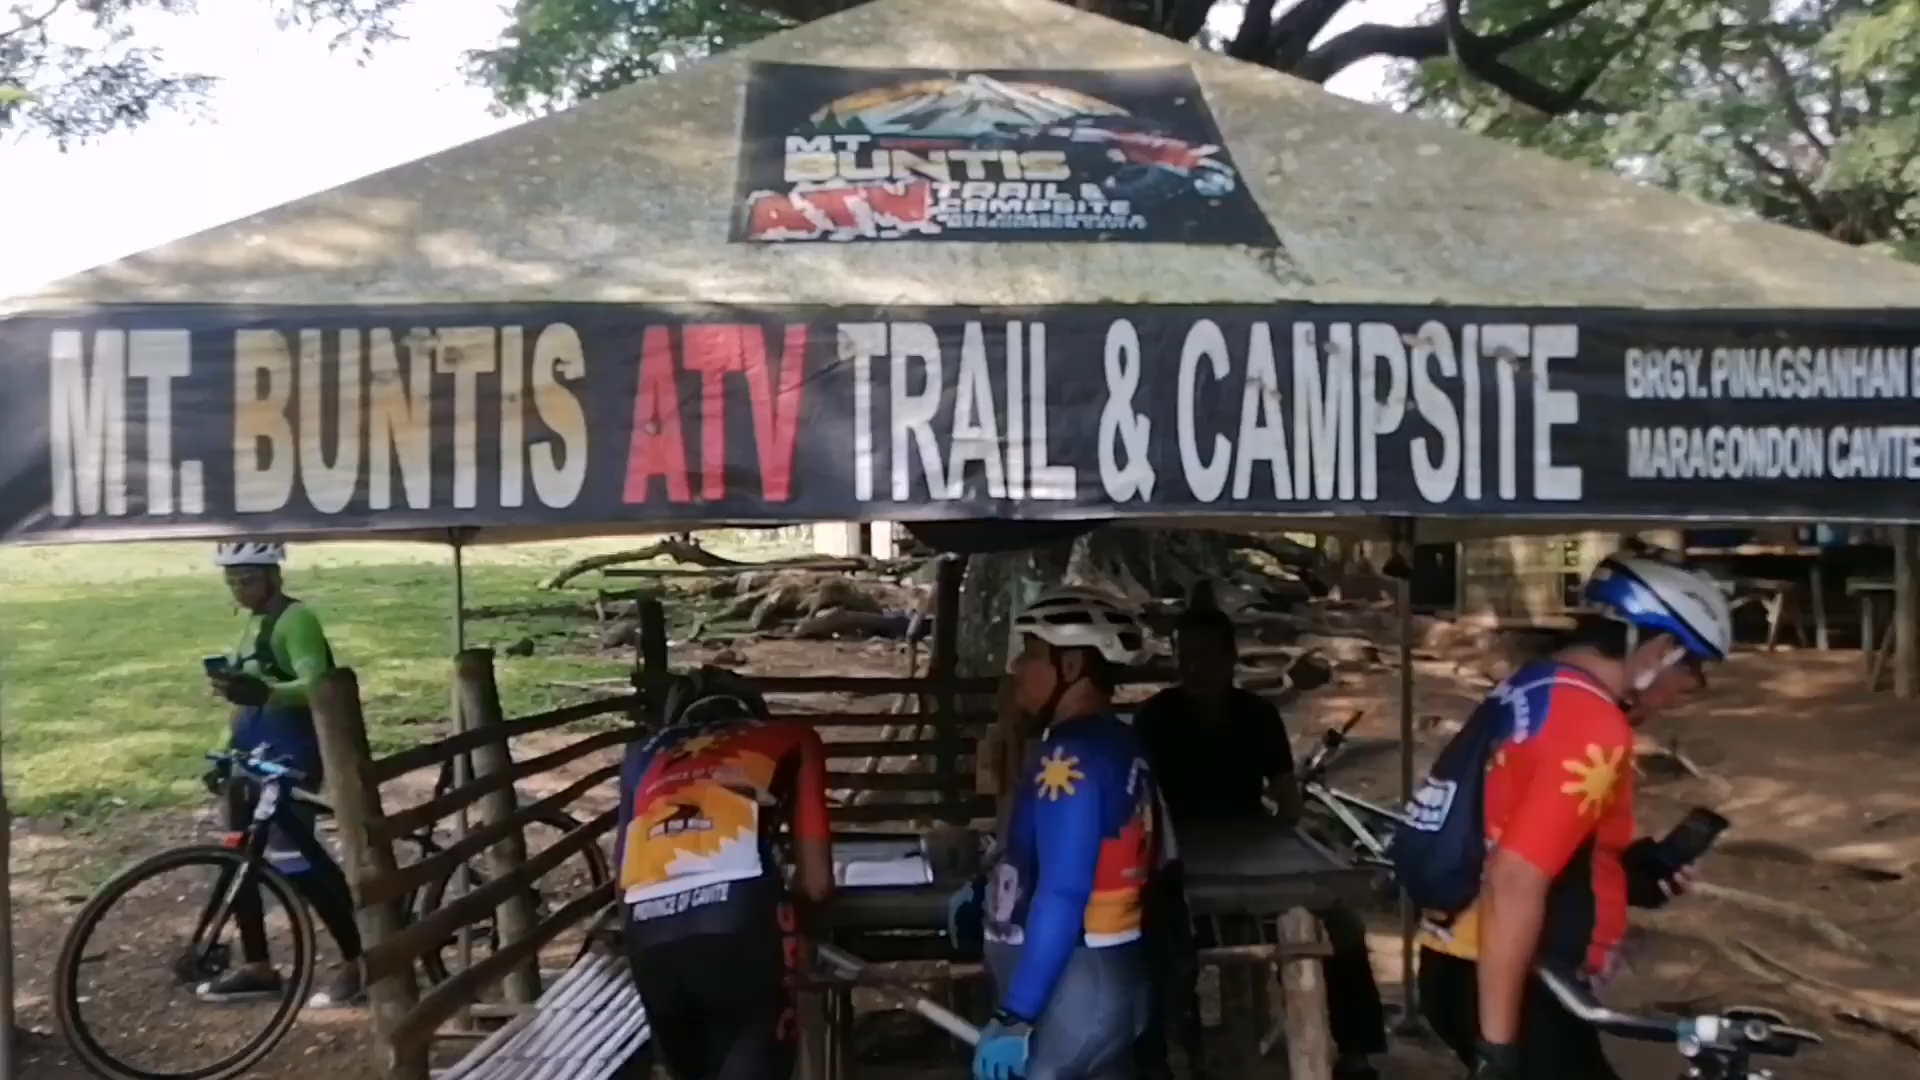 MT
BUNTIS
ATV TRAIL &
CAMPSITE
MT. BUNTIS ATV TRAIL & CAMPSITE
BRGY. PINAGSANHAN
MARAGONDON CAVITE
PROVINCE OF CAVITE